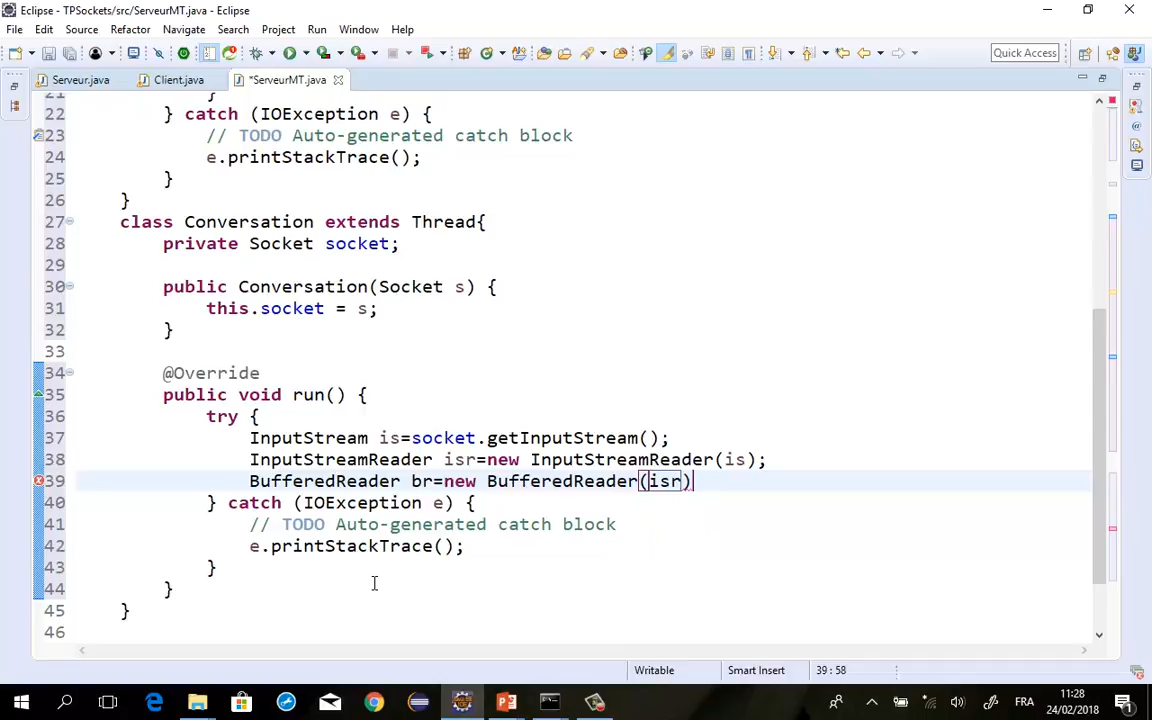 Eclipse - TPSockets/src/ServeurMT.java - Eclipse
File Edit Source Refactor Navigate Search Project Run Window Help
Quick Access
Serveur.java Client.java *ServeurMT.java
21 }
22 } catch (IOException e) {
23 // TODO Auto-generated catch block
24 e.printStackTrace();
25 }
26 }
27 class Conversation extends Thread{
28 private Socket socket;
29
30 public Conversation(Socket s) {
31 this.socket = s;
32 }
33
34 @Override
35 public void run() {
36 try {
37 InputStream is=socket.getInputStream();
38 InputStreamReader isr=new InputStreamReader(is);
39 BufferedReader br=new BufferedReader(isr)
40 } catch (IOException e) {
41 // TODO Auto-generated catch block
42 e.printStackTrace();
43 }
44 }
45 }
46
Writable Smart Insert 39 : 58
FRA 11:28
24/02/2018